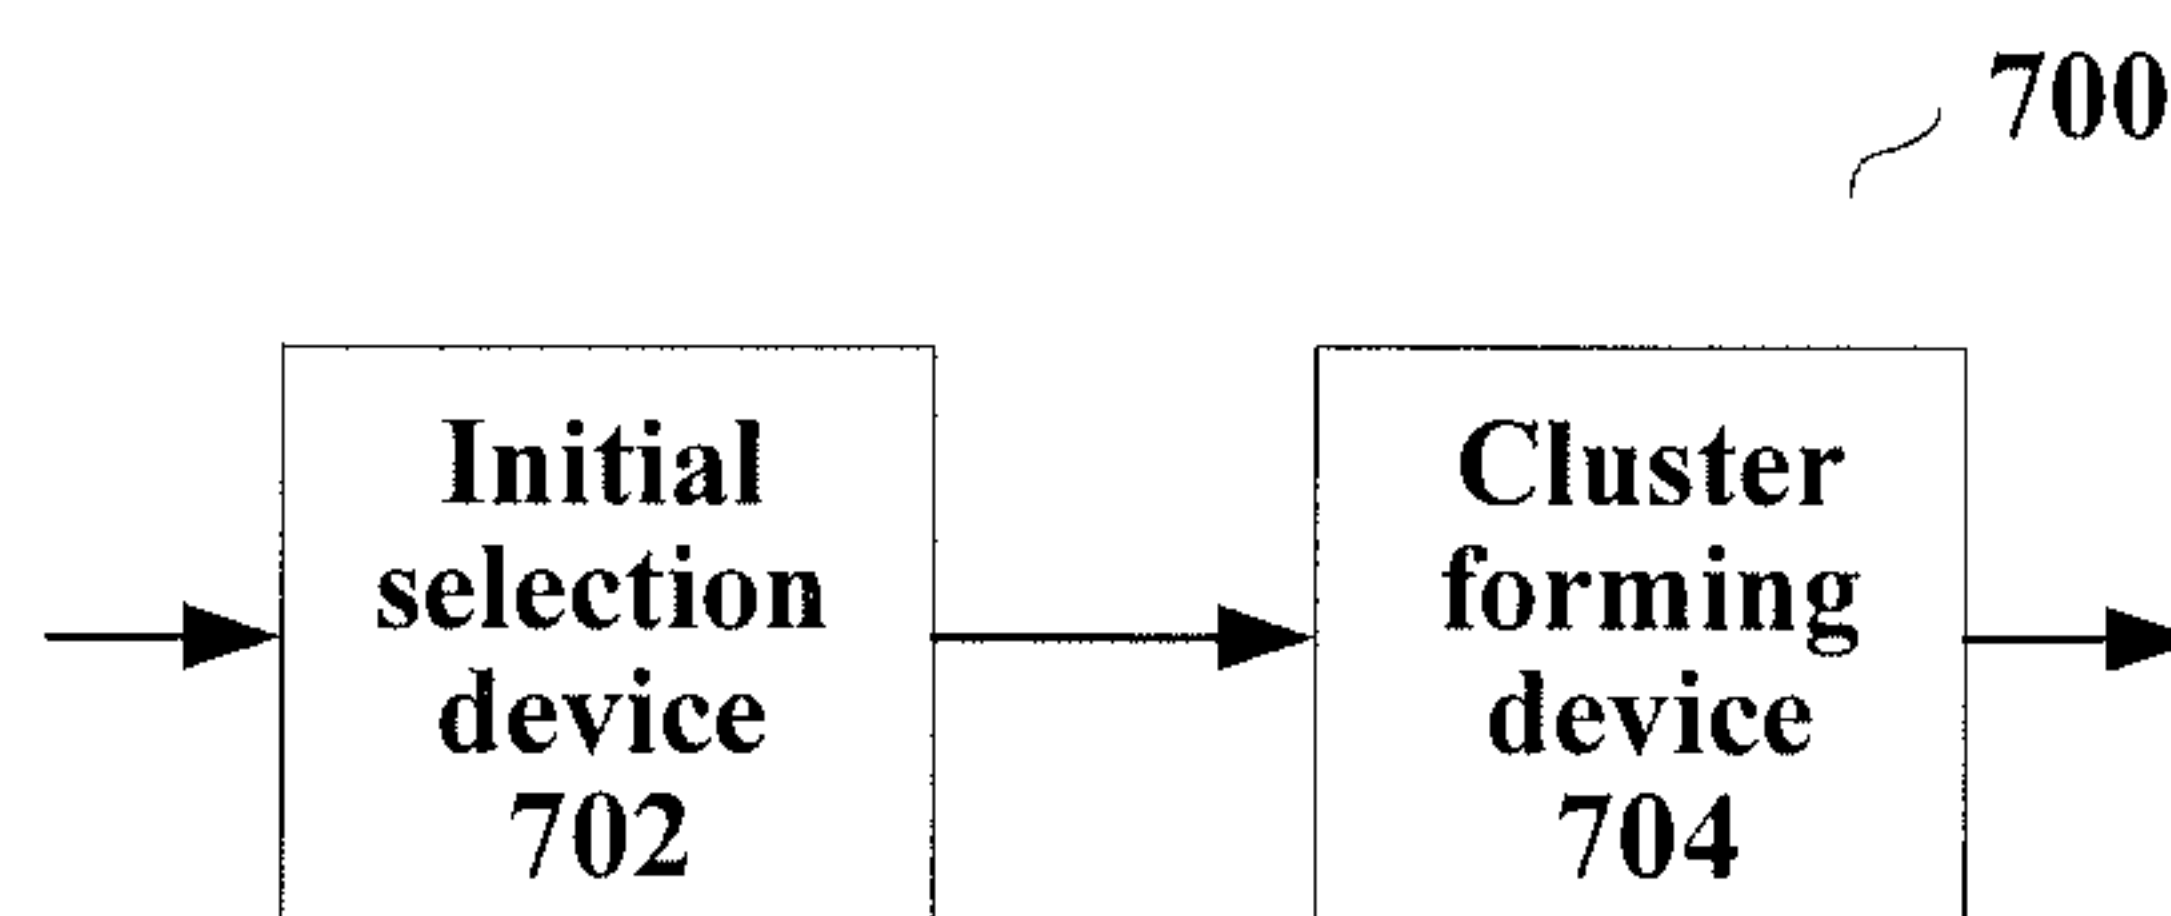 700
Initial
selection
device
702
Cluster
forming
device
704